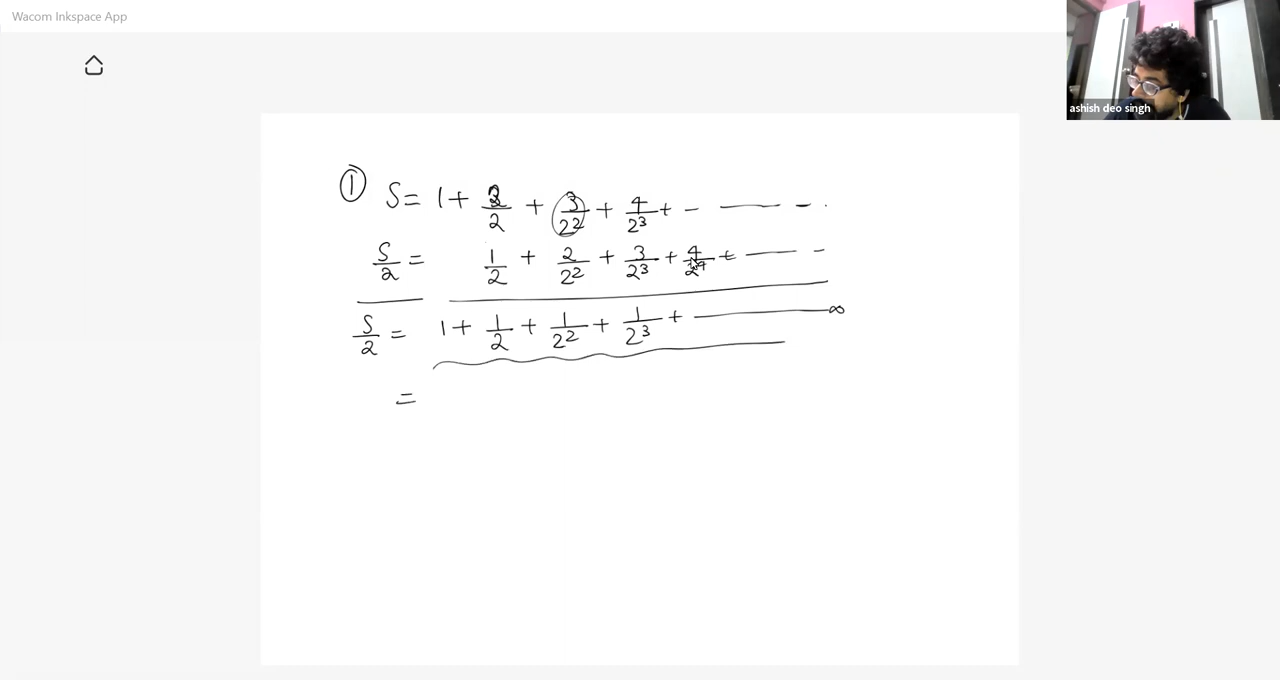 Wacom Inkspace App
ashish deo singh
① S = 1 + 2/2 + 3/2² + 4/2³ + - — - .
S/2 = 1/2 + 2/2² + 3/2³ + 4/2⁴ + — -
S/2 = 1 + 1/2 + 1/2² + 1/2³ + — ∞
=